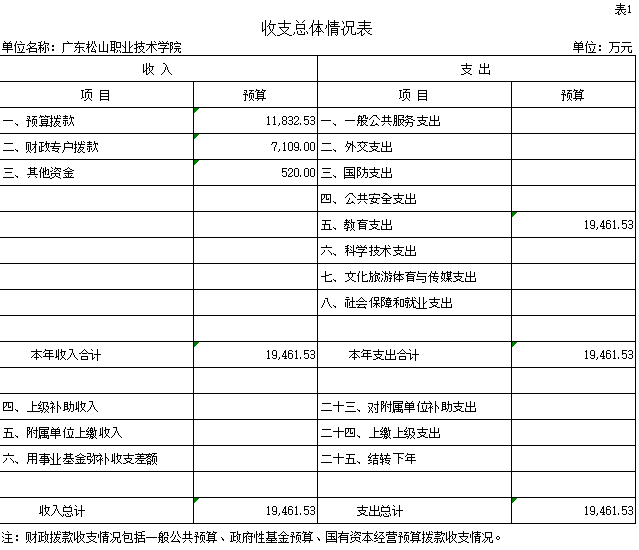 表1
收支总体情况表
单位名称：广东松山职业技术学院 单位：万元
收 入 支 出
项 目 预算 项 目 预算
一、预算拨款 11,832.53 一、一般公共服务支出
二、财政专户拨款 7,109.00 二、外交支出
三、其他资金 520.00 三、国防支出
四、公共安全支出
五、教育支出 19,461.53
六、科学技术支出
七、文化旅游体育与传媒支出
八、社会保障和就业支出
本年收入合计 19,461.53 本年支出合计 19,461.53
四、上级补助收入 二十三、对附属单位补助支出
五、附属单位上缴收入 二十四、上缴上级支出
六、用事业基金弥补收支差额 二十五、结转下年
收入总计 19,461.53 支出总计 19,461.53
注：财政拨款收支情况包括一般公共预算、政府性基金预算、国有资本经营预算拨款收支情况。